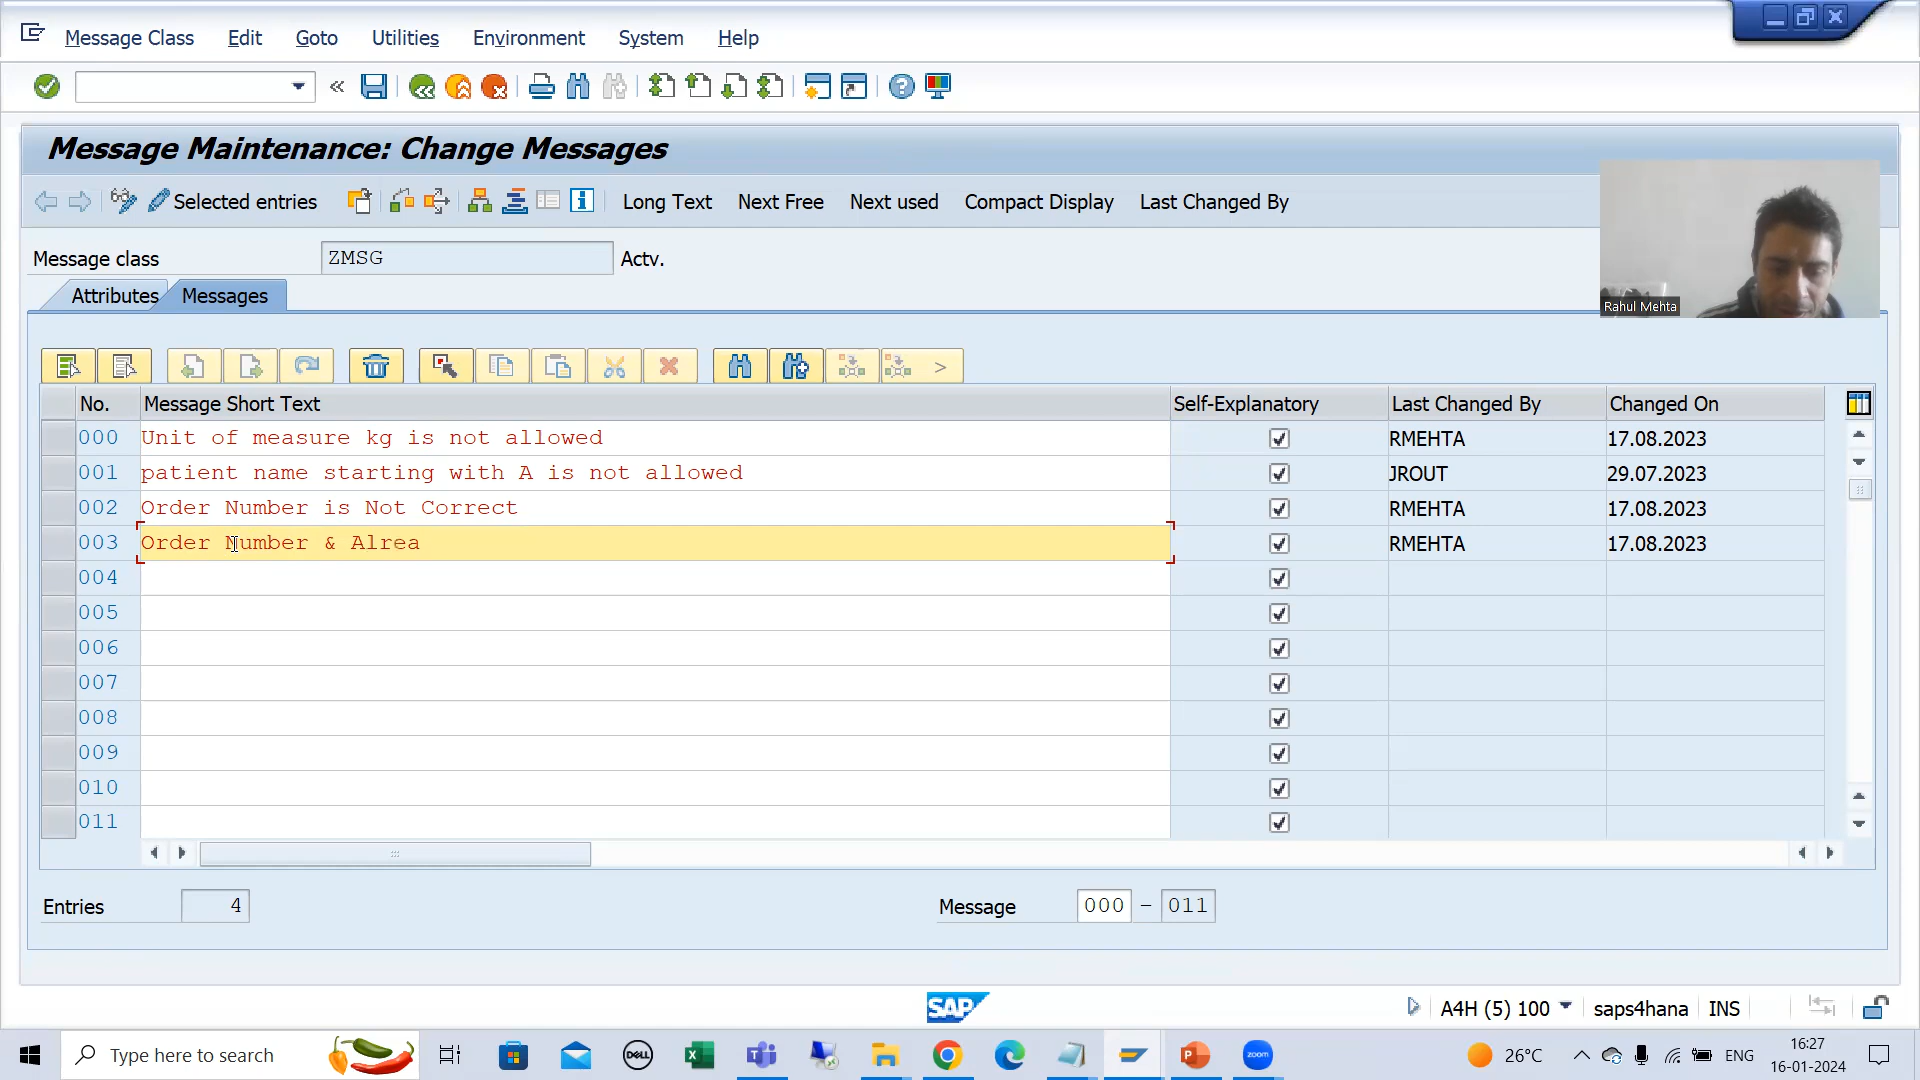 Message Class Edit Goto Utilities Environment System Help
Message Maintenance: Change Messages
Selected entries Long Text Next Free Next used Compact Display Last Changed By
Message class ZMSG Actv.
Rahul Mehta
Attributes Messages
No. Message Short Text Self-Explanatory Last Changed By Changed On
000 Unit of measure kg is not allowed RMEHTA 17.08.2023
001 patient name starting with A is not allowed JROUT 29.07.2023
002 Order Number is Not Correct RMEHTA 17.08.2023
003 Order Number & Alrea RMEHTA 17.08.2023
004
005
006
007
008
009
010
011
Entries 4 Message 000 - 011
SAP A4H (5) 100 saps4hana INS
Type here to search DELL zoom 26°C ENG 16:27
16-01-2024